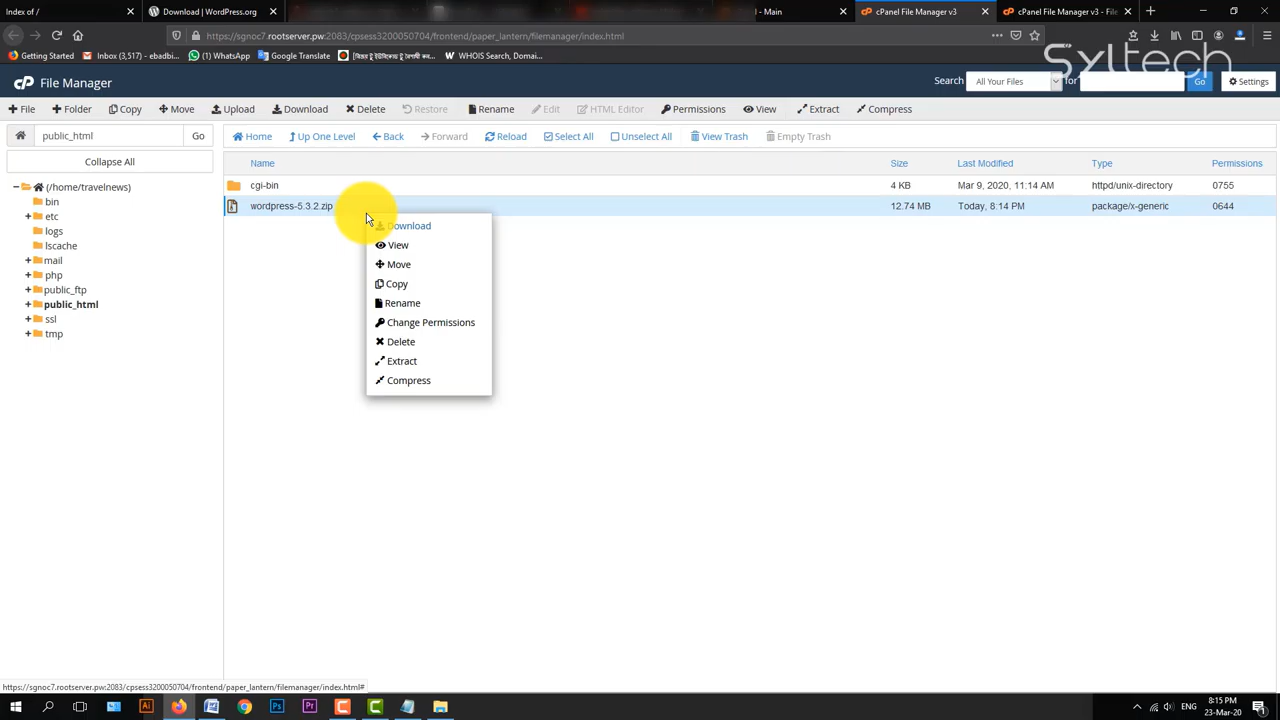 Index of /
Download | WordPress.org
- Main
cPanel File Manager v3
cPanel File Manager v3 - File
https://sgnoc7.rootserver.pw:2083/cpsess3200050704/frontend/paper_lantern/filemanager/index.html
Getting Started
Inbox (3,517) - ebadbi
WhatsApp
Google Translate
WHOIS Search, Domai...
Syltech
File Manager
Search
All Your Files
for
Go
Settings
File
Folder
Copy
Move
Upload
Download
Delete
Restore
Rename
Edit
HTML Editor
Permissions
View
Extract
Compress
public_html
Go
Home
Up One Level
Back
Forward
Reload
Select All
Unselect All
View Trash
Empty Trash
Collapse All
Name
Size
Last Modified
Type
Permissions
cgi-bin
4 KB
Mar 9, 2020, 11:14 AM
httpd/unix-directory
0755
wordpress-5.3.2.zip
12.74 MB
Today, 8:14 PM
package/x-generic
0644
(/home/travelnews)
bin
etc
logs
lscache
mail
php
public_ftp
public_html
ssl
tmp
Download
View
Move
Copy
Rename
Change Permissions
Delete
Extract
Compress
https://sgnoc7.rootserver.pw:2083/cpsess3200050704/frontend/paper_lantern/filemanager/index.html#
8:15 PM
ENG
23-Mar-20